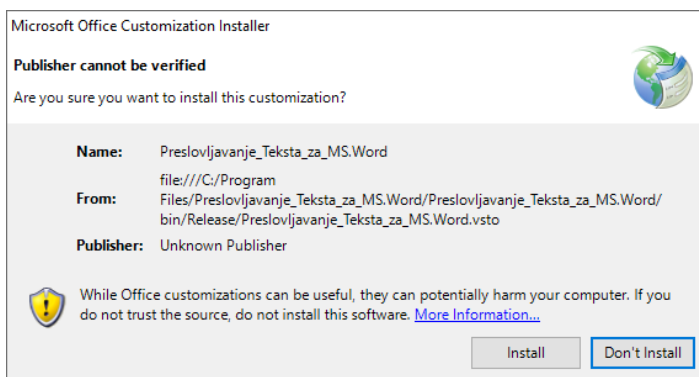 Microsoft Office Customization Installer
Publisher cannot be verified
Are you sure you want to install this customization?
Name: Preslovljavanje_Teksta_za_MS.Word
From: file:///C:/Program
Files/Preslovljavanje_Teksta_za_MS.Word/Preslovljavanje_Teksta_za_MS.Word/
bin/Release/Preslovljavanje_Teksta_za_MS.Word.vsto
Publisher: Unknown Publisher
While Office customizations can be useful, they can potentially harm your computer. If you
do not trust the source, do not install this software. More Information...
Install Don't Install